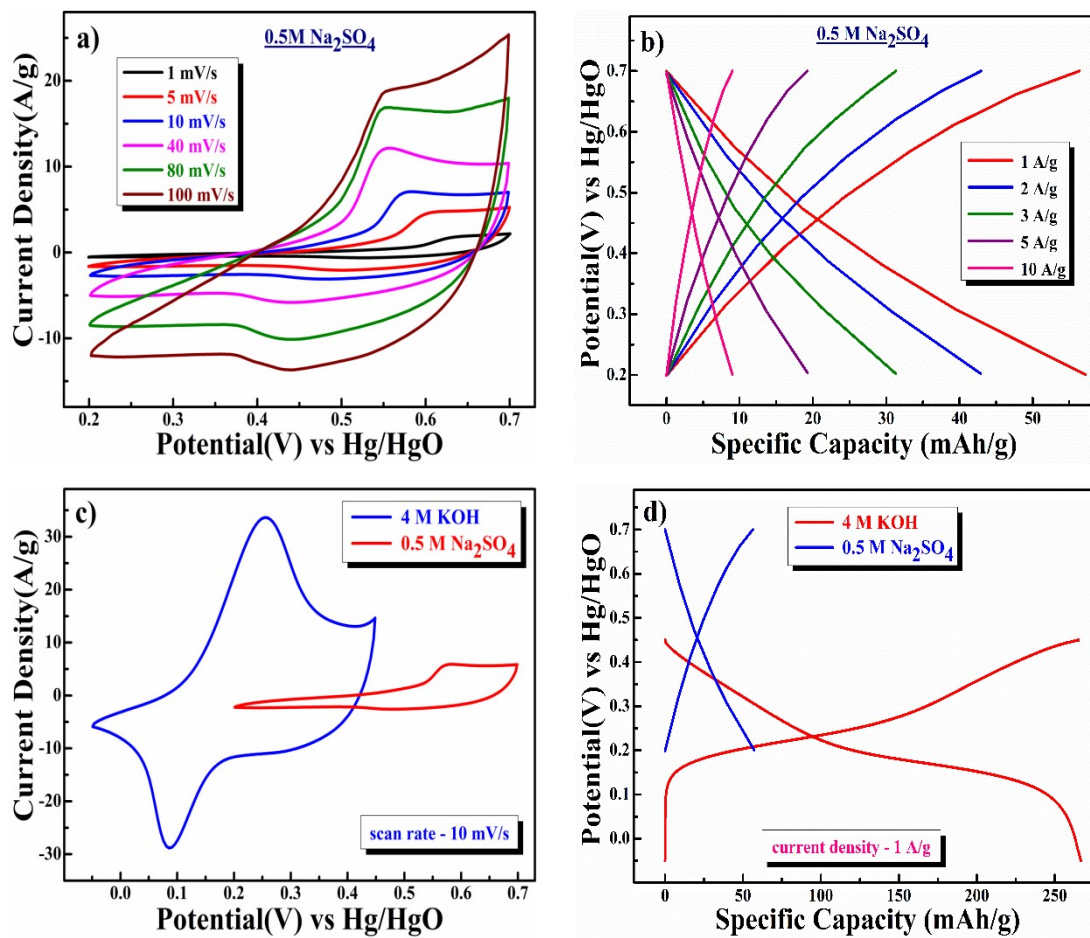 a)
0.5M Na₂SO₄
1 mV/s
5 mV/s
10 mV/s
40 mV/s
80 mV/s
100 mV/s
Current Density(A/g)
20
10
0
-10
0.2 0.3 0.4 0.5 0.6 0.7
Potential(V) vs Hg/HgO
b)
0.5M Na₂SO₄
1 A/g
2 A/g
3 A/g
5 A/g
10 A/g
Potential(V) vs Hg/HgO
0.7
0.6
0.5
0.4
0.3
0.2
0 10 20 30 40 50
Specific Capacity (mAh/g)
c)
4 M KOH
0.5 M Na₂SO₄
Current Density(A/g)
30
20
10
0
-10
-20
-30
scan rate - 10 mV/s
0.0 0.1 0.2 0.3 0.4 0.5 0.6 0.7
Potential(V) vs Hg/HgO
d)
4 M KOH
0.5 M Na₂SO₄
Potential(V) vs Hg/HgO
0.7
0.6
0.5
0.4
0.3
0.2
0.1
0.0
current density - 1 A/g
0 50 100 150 200 250
Specific Capacity (mAh/g)